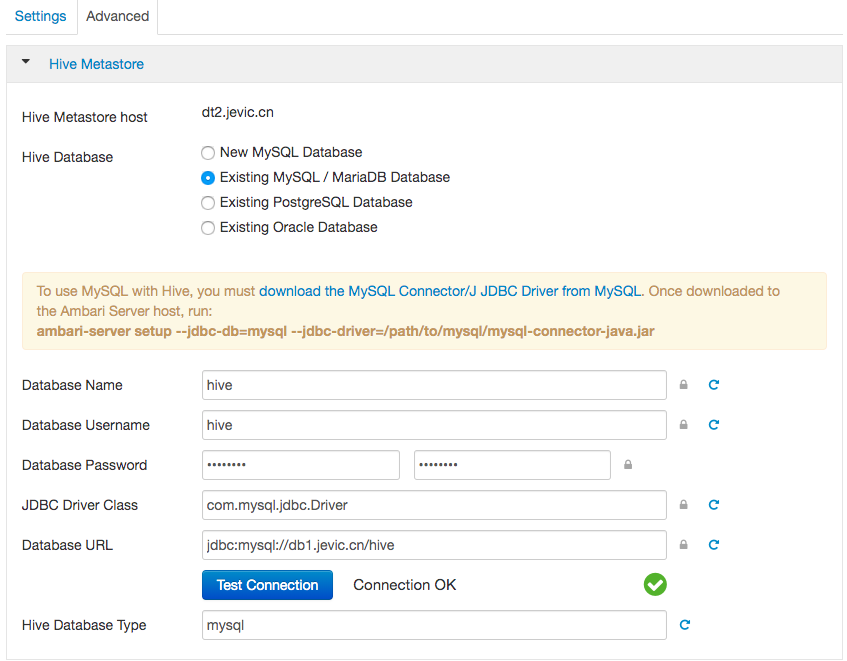 Settings Advanced
Hive Metastore
Hive Metastore host dt2.jevic.cn
Hive Database New MySQL Database
Existing MySQL / MariaDB Database
Existing PostgreSQL Database
Existing Oracle Database
To use MySQL with Hive, you must download the MySQL Connector/J JDBC Driver from MySQL. Once downloaded to
the Ambari Server host, run:
ambari-server setup --jdbc-db=mysql --jdbc-driver=/path/to/mysql/mysql-connector-java.jar
Database Name hive
Database Username hive
Database Password •••••••• ••••••••
JDBC Driver Class com.mysql.jdbc.Driver
Database URL jdbc:mysql://db1.jevic.cn/hive
Test Connection Connection OK
Hive Database Type mysql